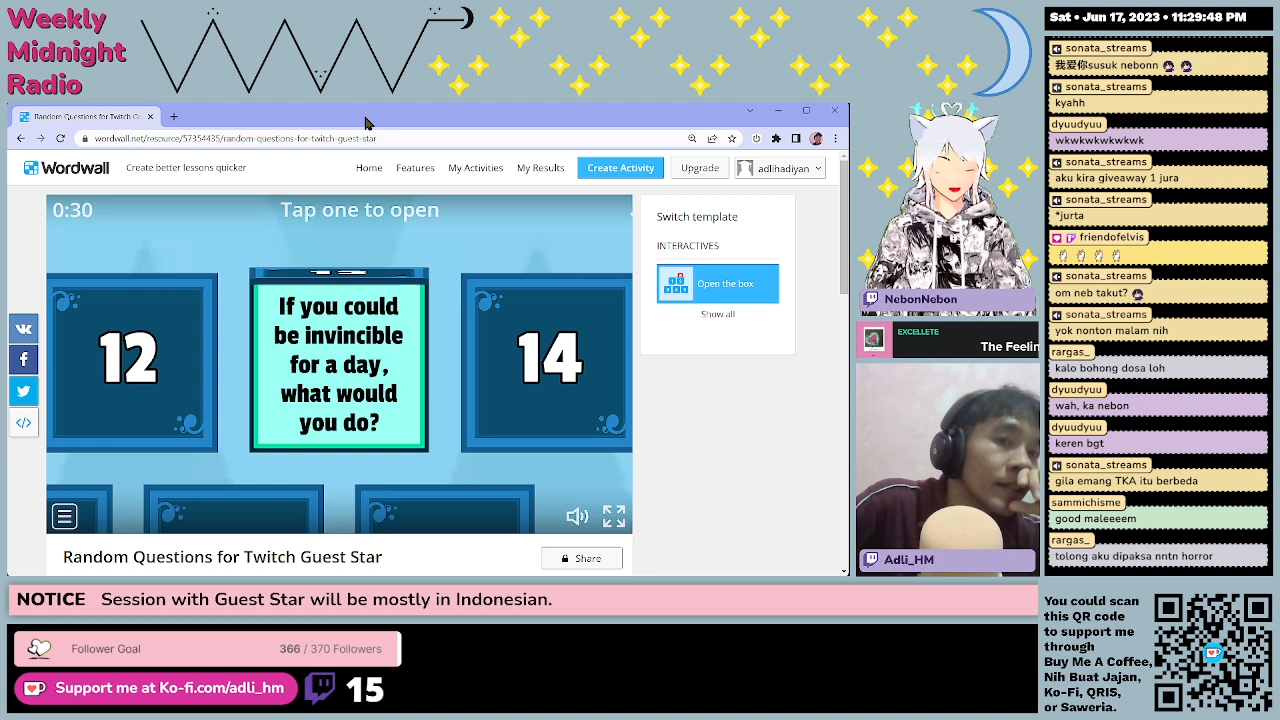 Weekly
Midnight
Radio
Sat • Jun 17, 2023 • 11:29:48 PM
Random Questions for Twitch G
wordwall.net/resource/57354435/random-questions-for-twitch-guest-star
Wordwall
Create better lessons quicker
Home
Features
My Activities
My Results
Create Activity
Upgrade
adlihadiyan
0:30
Tap one to open
12
If you could
be invincible
for a day,
what would
you do?
14
Random Questions for Twitch Guest Star
Share
Switch template
INTERACTIVES
Open the box
Show all
NebonNebon
EXCELLETE
The Feelin
Adli_HM
sonata_streams
我爱你susuk nebonn
sonata_streams
kyahh
dyuudyuu
wkwkwkwkwkwk
sonata_streams
aku kira giveaway 1 jura
sonata_streams
*jurta
friendofelvis
sonata_streams
om neb takut?
sonata_streams
yok nonton malam nih
rargas_
kalo bohong dosa loh
dyuudyuu
wah, ka nebon
dyuudyuu
keren bgt
sonata_streams
gila emang TKA itu berbeda
sammichisme
good maleeeem
rargas_
tolong aku dipaksa nntn horror
NOTICE Session with Guest Star will be mostly in Indonesian.
Follower Goal
366 / 370 Followers
Support me at Ko-fi.com/adli_hm
15
You could scan
this QR code
to support me
through
Buy Me A Coffee,
Nih Buat Jajan,
Ko-Fi, QRIS,
or Saweria.